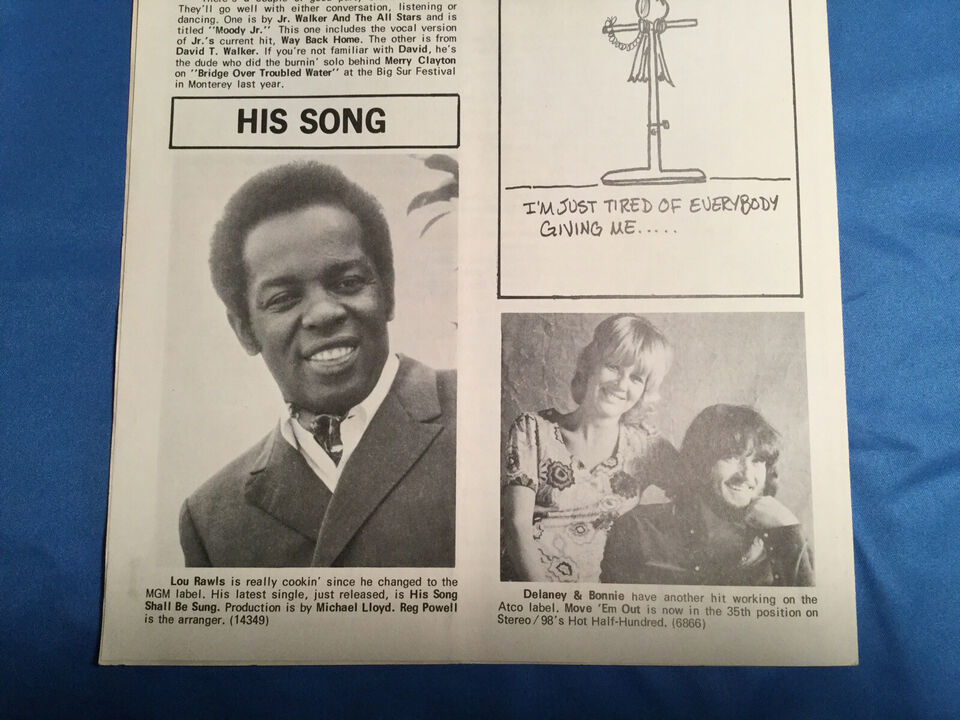 They'll go well with either conversation, listening or
dancing. One is by Jr. Walker And The All Stars and is
titled "Moody Jr." This one includes the vocal version
of Jr.'s current hit, Way Back Home. The other is from
David T. Walker. If you're not familiar with David, he's
the dude who did the burnin' solo behind Merry Clayton
on "Bridge Over Troubled Water" at the Big Sur Festival
in Monterey last year.
HIS SONG
Lou Rawls is really cookin' since he changed to the
MGM label. His latest single, just released, is His Song
Shall Be Sung. Production is by Michael Lloyd. Reg Powell
is the arranger. (14349)
I'M JUST TIRED OF EVERYBODY
GIVING ME.....
Delaney & Bonnie have another hit working on the
Atco label. Move 'Em Out is now in the 35th position on
Stereo/98's Hot Half-Hundred. (6866)